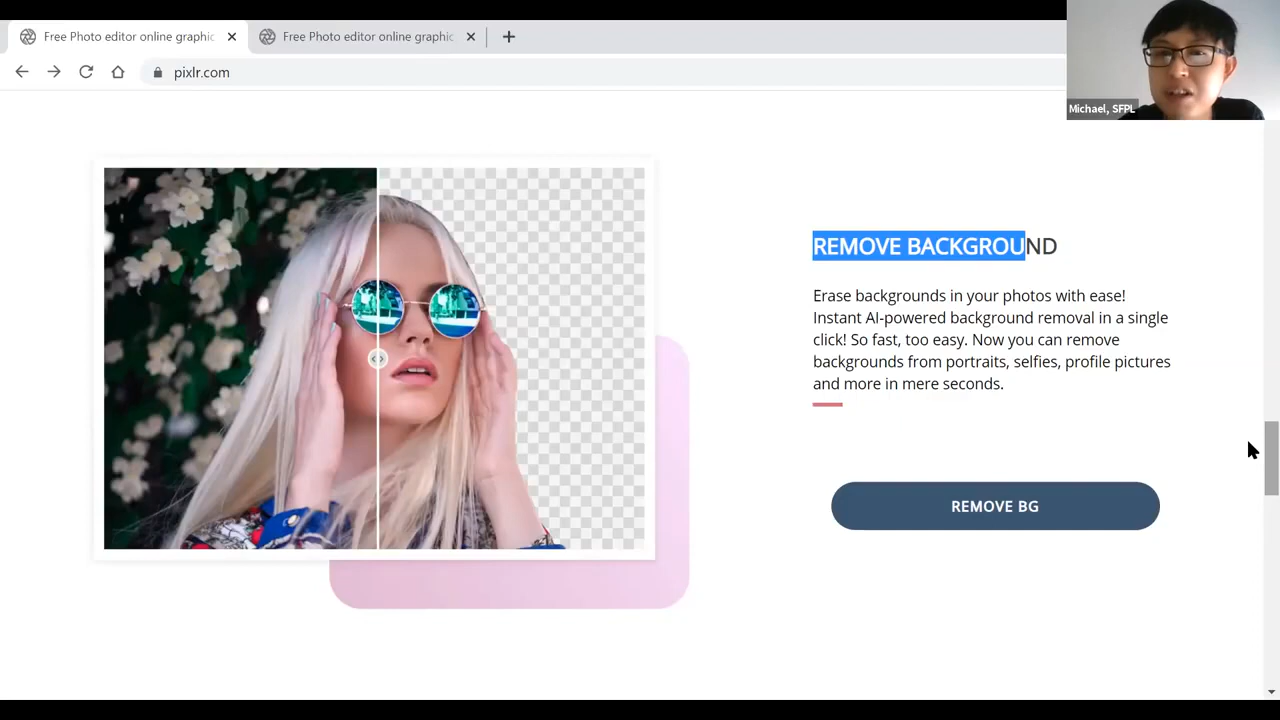 Free Photo editor online graphic
Free Photo editor online graphic
pixlr.com
Michael, SFPL
REMOVE BACKGROUND
Erase backgrounds in your photos with ease!
Instant AI-powered background removal in a single
click! So fast, too easy. Now you can remove
backgrounds from portraits, selfies, profile pictures
and more in mere seconds.
REMOVE BG